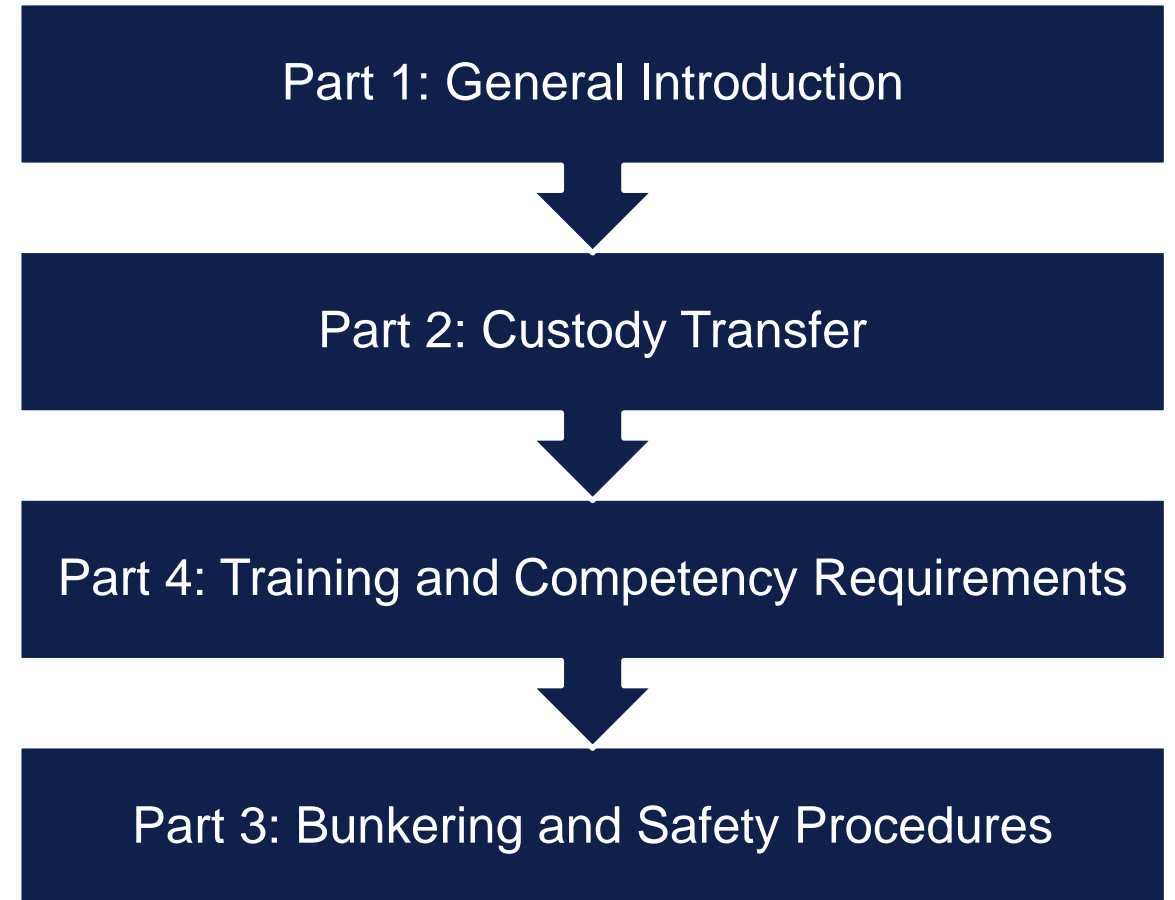 Part 1: General Introduction
Part 2: Custody Transfer
Part 4: Training and Competency Requirements
Part 3: Bunkering and Safety Procedures